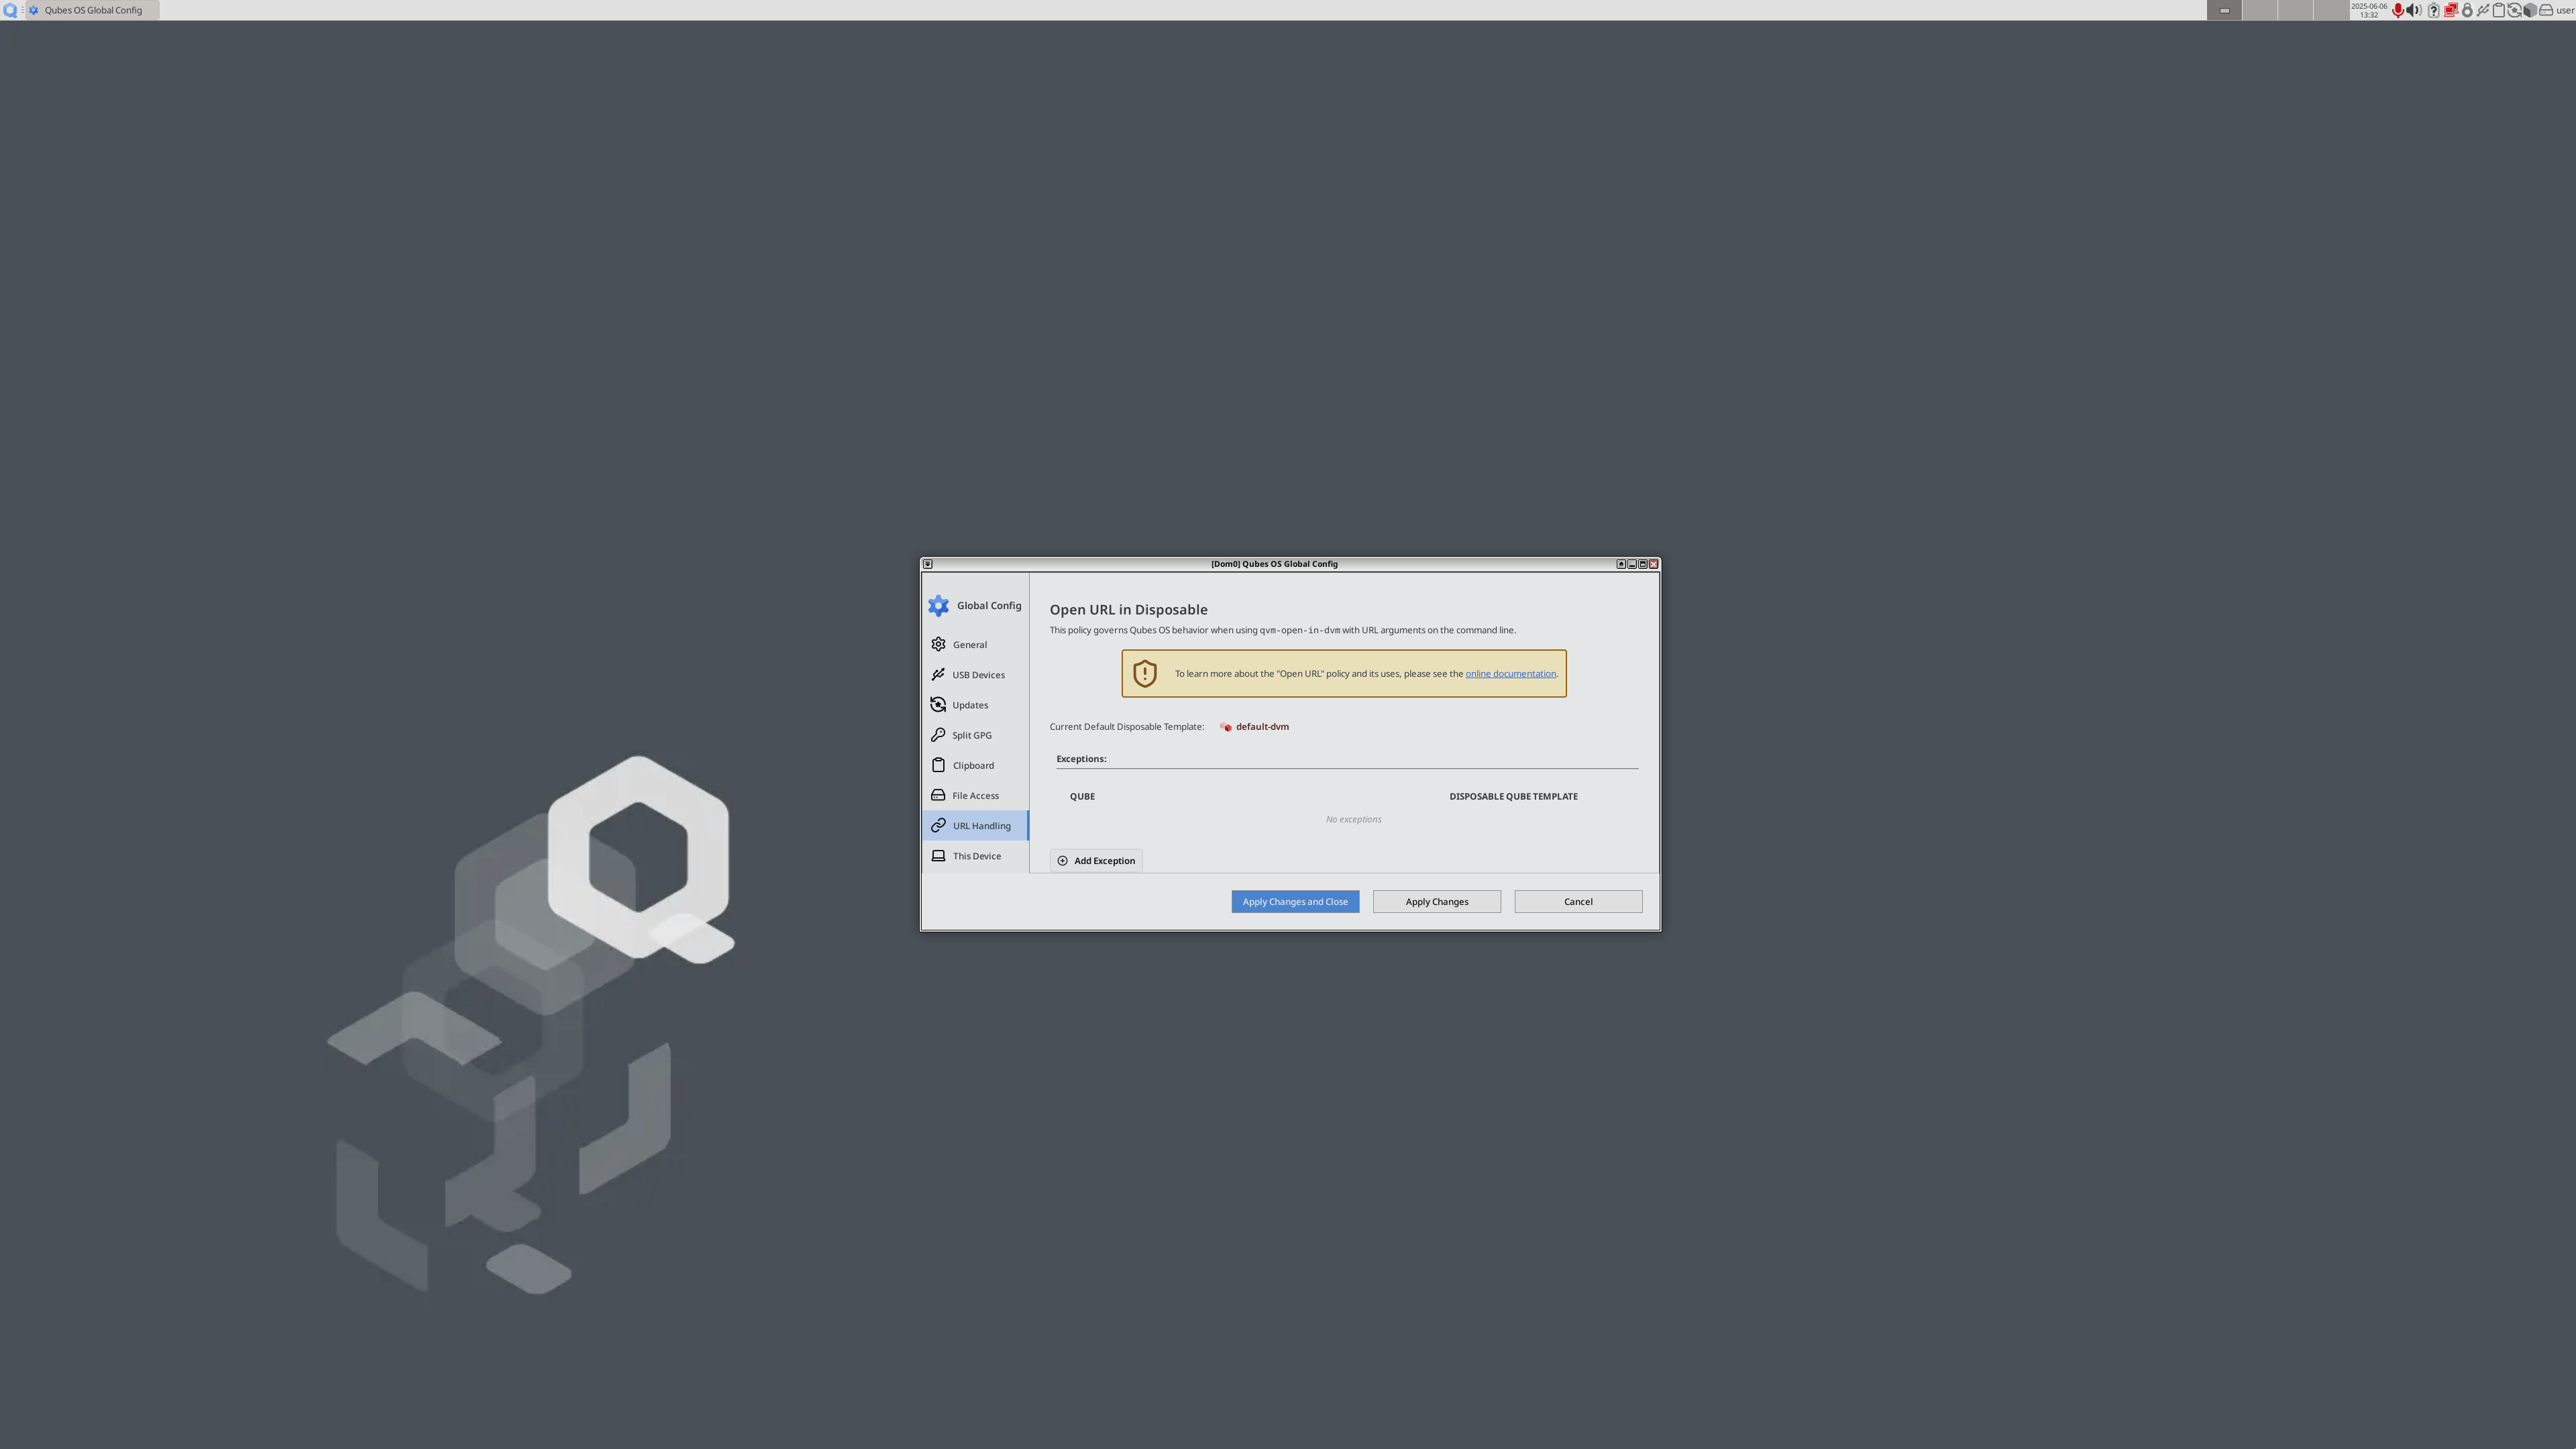 Qubes OS Global Config
2025-06-06
13:32
user
[Dom0] Qubes OS Global Config
Global Config
General
USB Devices
Updates
Split GPG
Clipboard
File Access
URL Handling
This Device
Open URL in Disposable
This policy governs Qubes OS behavior when using qvm-open-in-dvm with URL arguments on the command line.
To learn more about the "Open URL" policy and its uses, please see the online documentation.
Current Default Disposable Template: default-dvm
Exceptions:
QUBE DISPOSABLE QUBE TEMPLATE
No exceptions
Add Exception
Apply Changes and Close Apply Changes Cancel